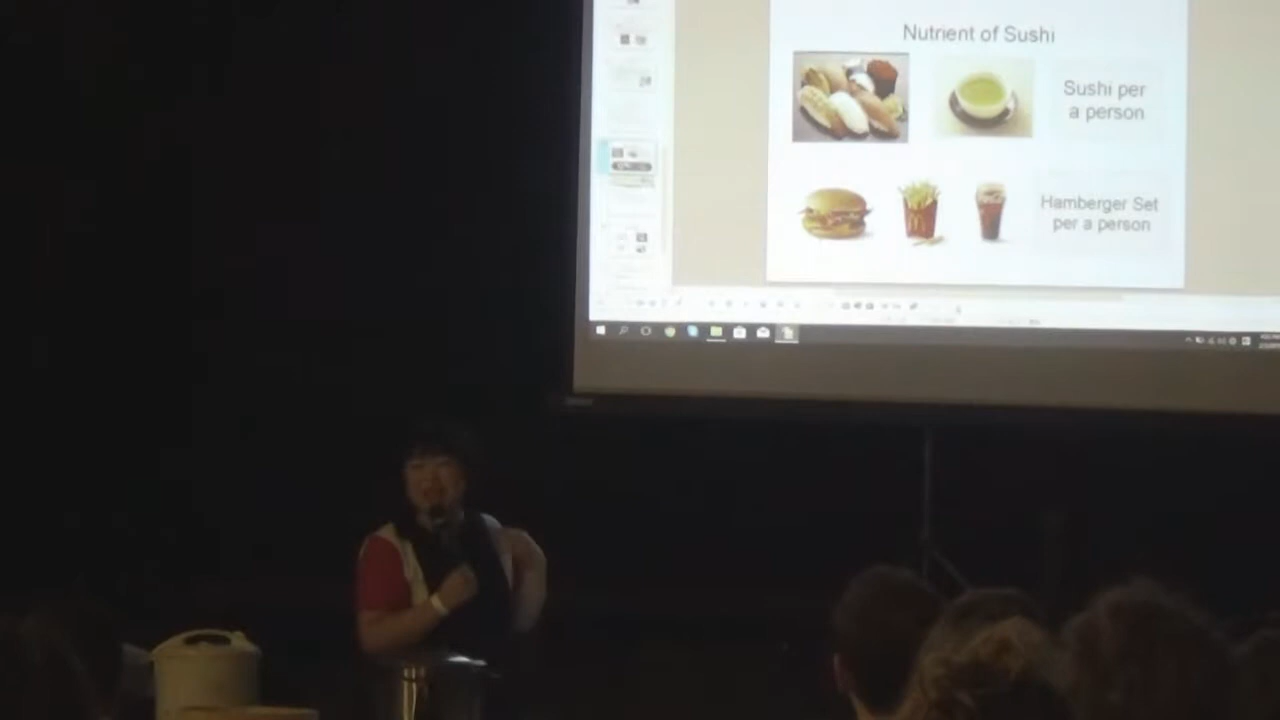 Nutrient of Sushi
Sushi per
a person
Hamberger Set
per a person